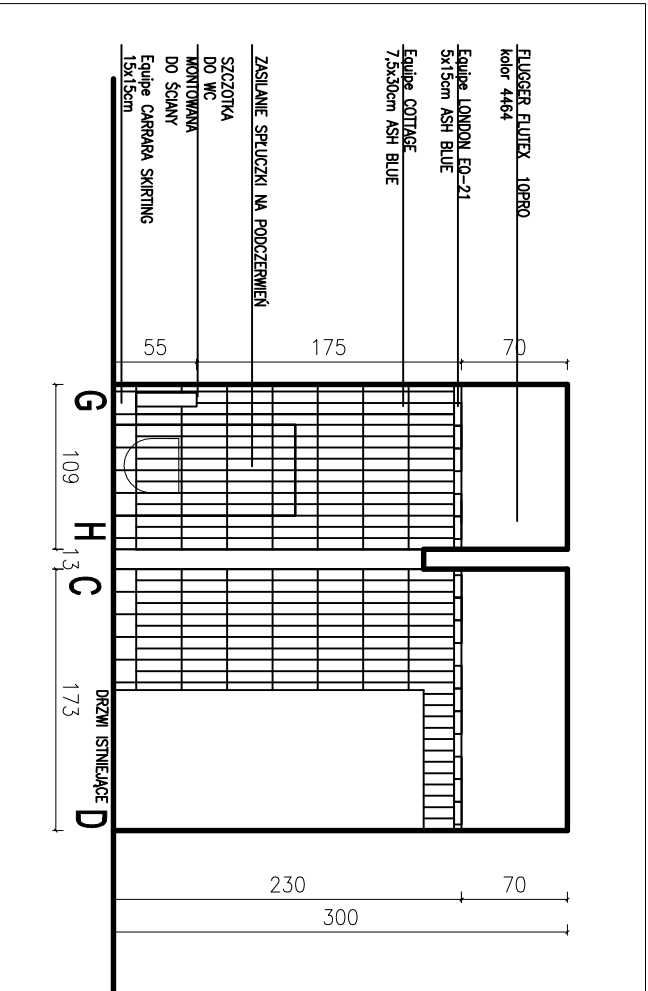 FLUGGER FLUTEX 10PRO
kolor 4464
Equipe LONDON EQ-21
5x15cm ASH BLUE
Equipe COTTAGE
7,5x30cm ASH BLUE
ZASILANIE SPŁUCZKI NA PODCZERWIEŃ
SZCZOTKA
DO WC
MONTOWANA
DO ŚCIANY
Equipe CARRARA SKIRTING
15x15cm
70
175
55
G
109
H
13
C
173
DRZWI ISTNIEJĄCE
D
70
230
300